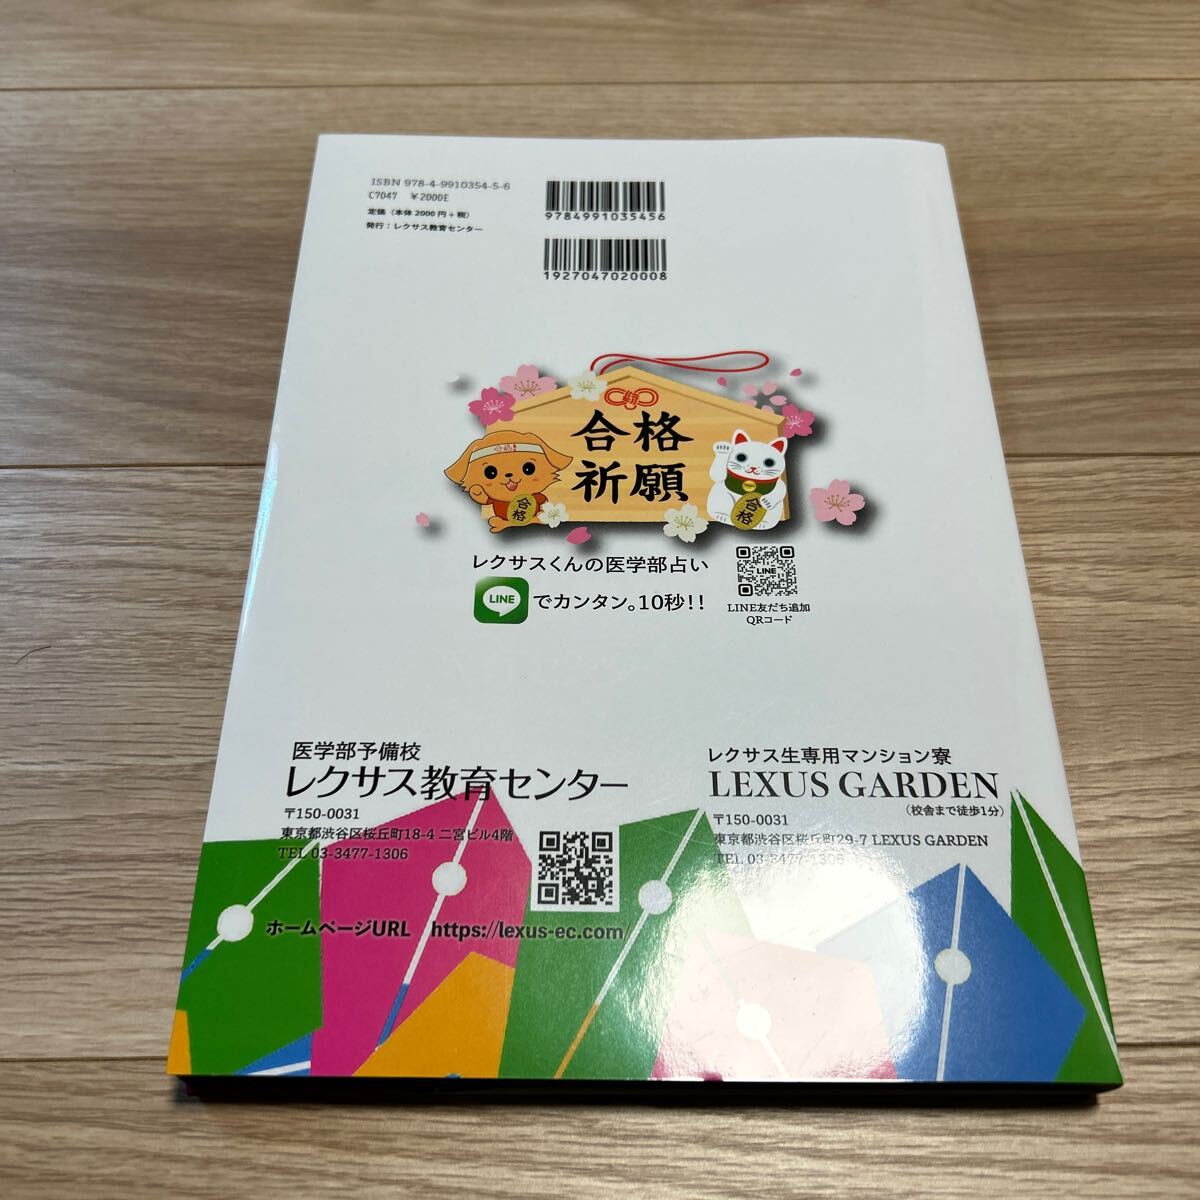 ISBN 978-4-9910354-5-6
C7047 ￥2000E
定価（本体 2000 円＋税）
発行：レクサス教育センター
9784991035456
1927047020008
合格
祈願
合格
合格
合格
レクサスくんの医学部占い
LINE
でカンタン。10秒！！
LINE
LINE友だち追加
QRコード
医学部予備校
レクサス教育センター
〒150-0031
東京都渋谷区桜丘町18-4 二宮ビル4階
TEL 03-3477-1306
ホームページURL https://lexus-ec.com/
レクサス生専用マンション寮
LEXUS GARDEN
（校舎まで徒歩1分）
〒150-0031
東京都渋谷区桜丘町29-7 LEXUS GARDEN
TEL 03-3477-1306